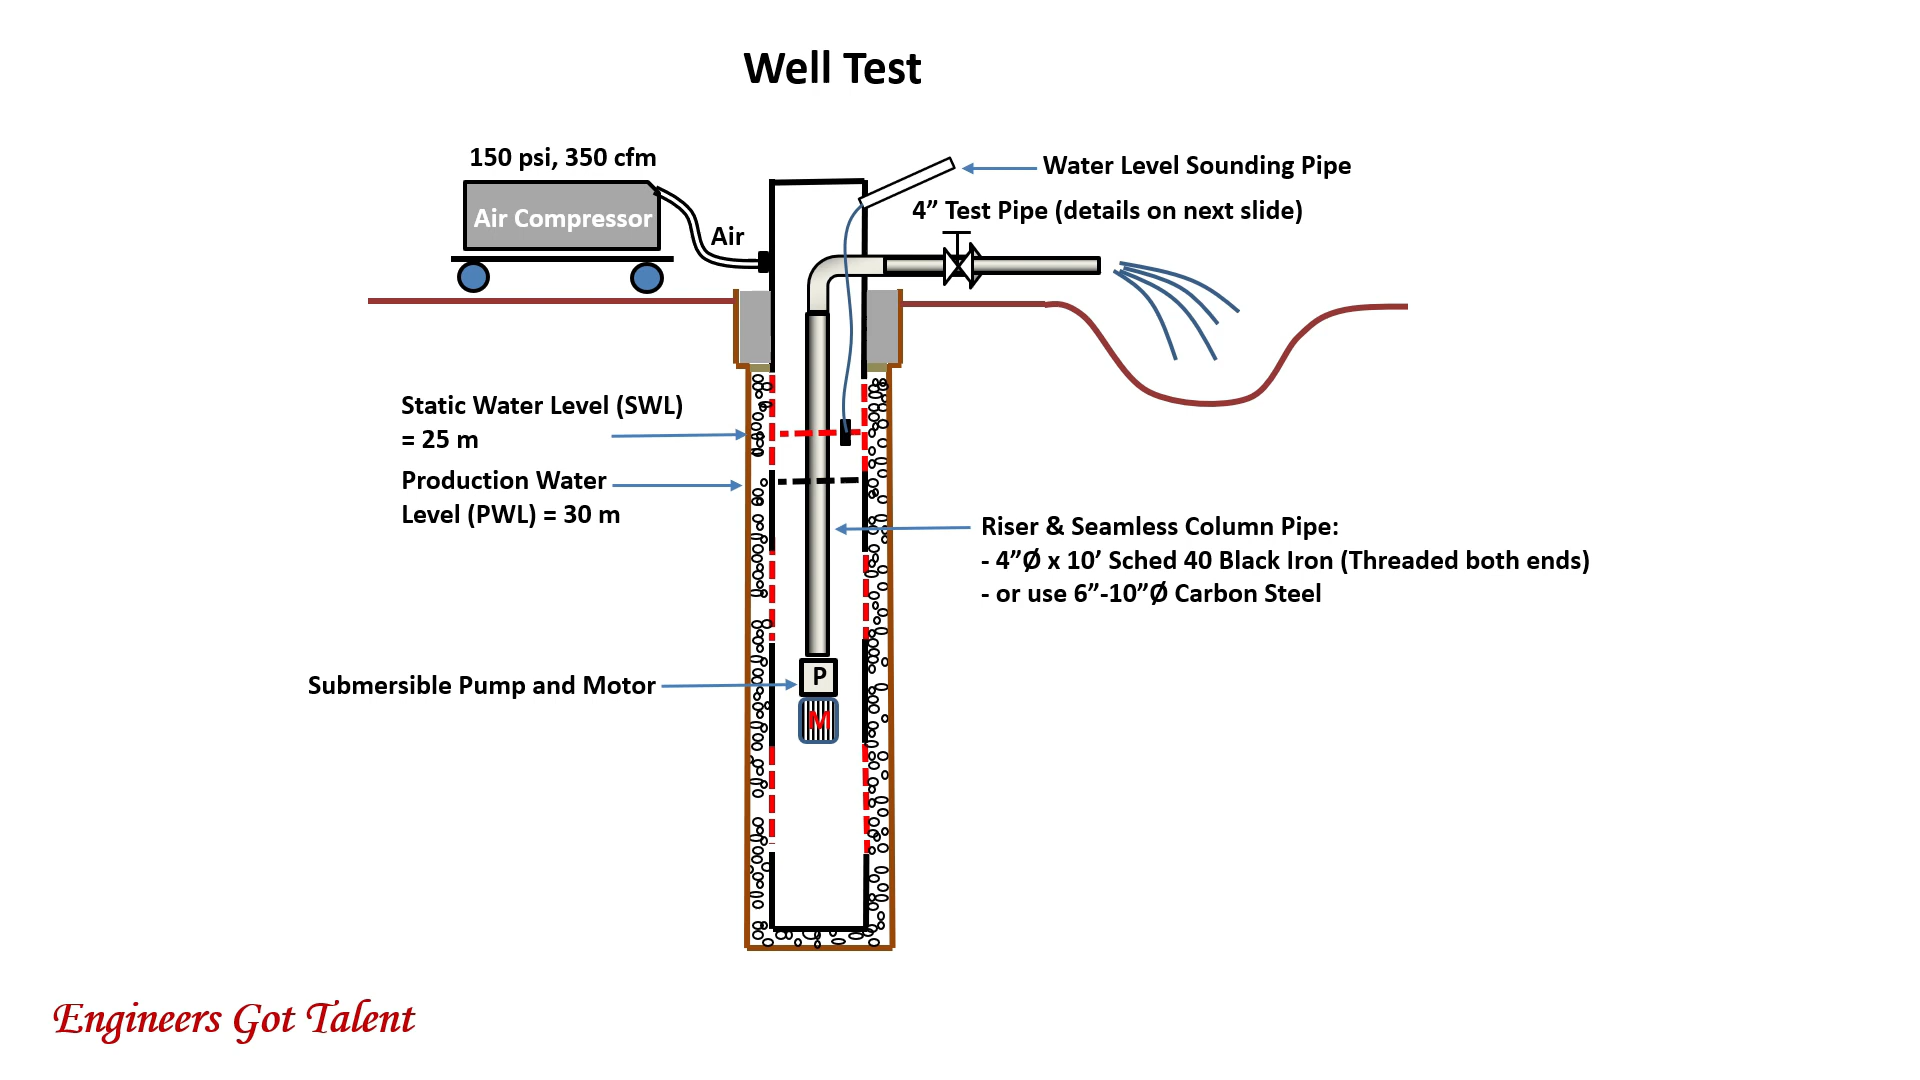 Well Test
150 psi, 350 cfm
Air Compressor
Air
Water Level Sounding Pipe
4” Test Pipe (details on next slide)
Static Water Level (SWL)
= 25 m
Production Water
Level (PWL) = 30 m
Riser & Seamless Column Pipe:
- 4”Ø x 10’ Sched 40 Black Iron (Threaded both ends)
- or use 6”-10”Ø Carbon Steel
Submersible Pump and Motor
P
M
Engineers Got Talent